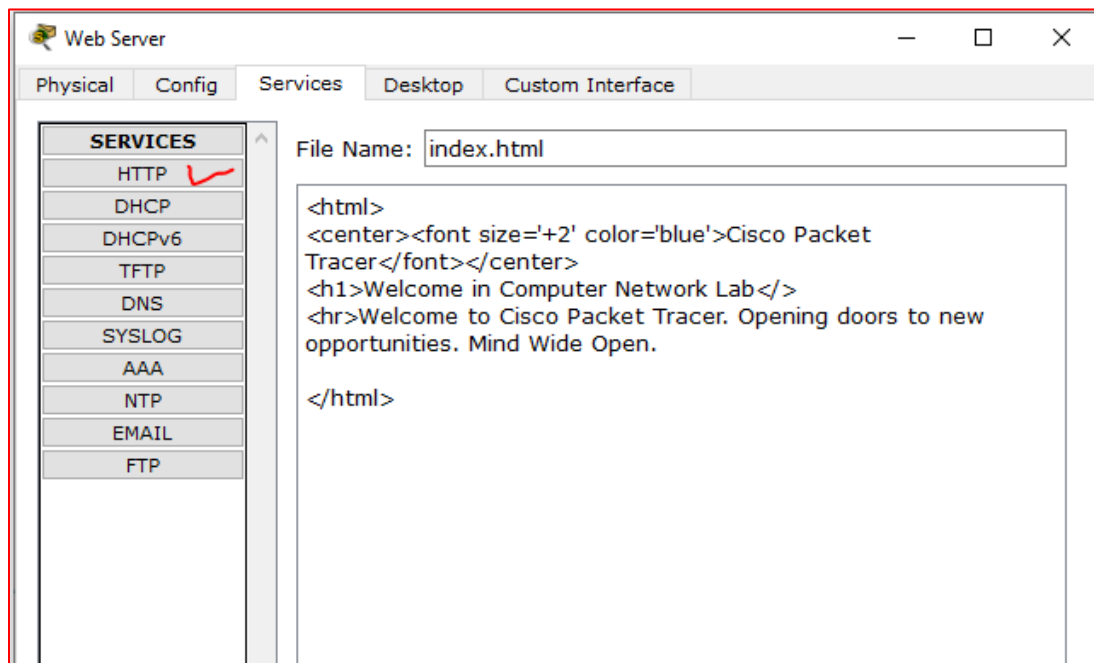 Web Server
Physical Config Services Desktop Custom Interface
SERVICES
HTTP
DHCP
DHCPv6
TFTP
DNS
SYSLOG
AAA
NTP
EMAIL
FTP
File Name: index.html
<html>
<center><font size='+2' color='blue'>Cisco Packet
Tracer</font></center>
<h1>Welcome in Computer Network Lab</>
<hr>Welcome to Cisco Packet Tracer. Opening doors to new
opportunities. Mind Wide Open.
</html>